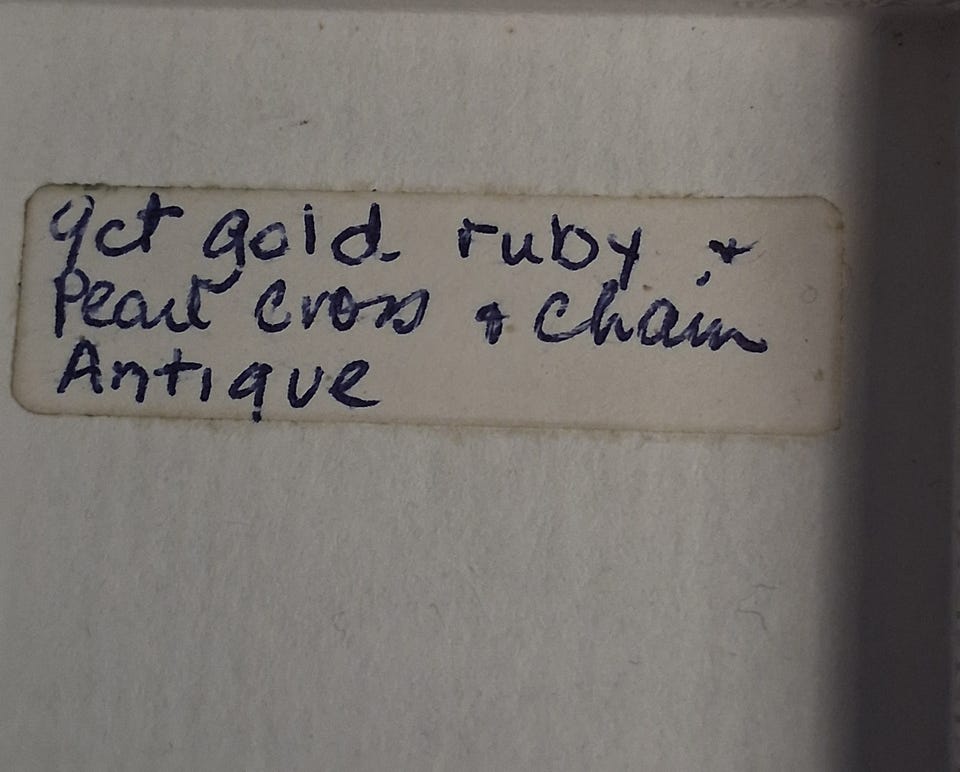 9ct gold ruby &
Pearl Cross & Chain
Antique